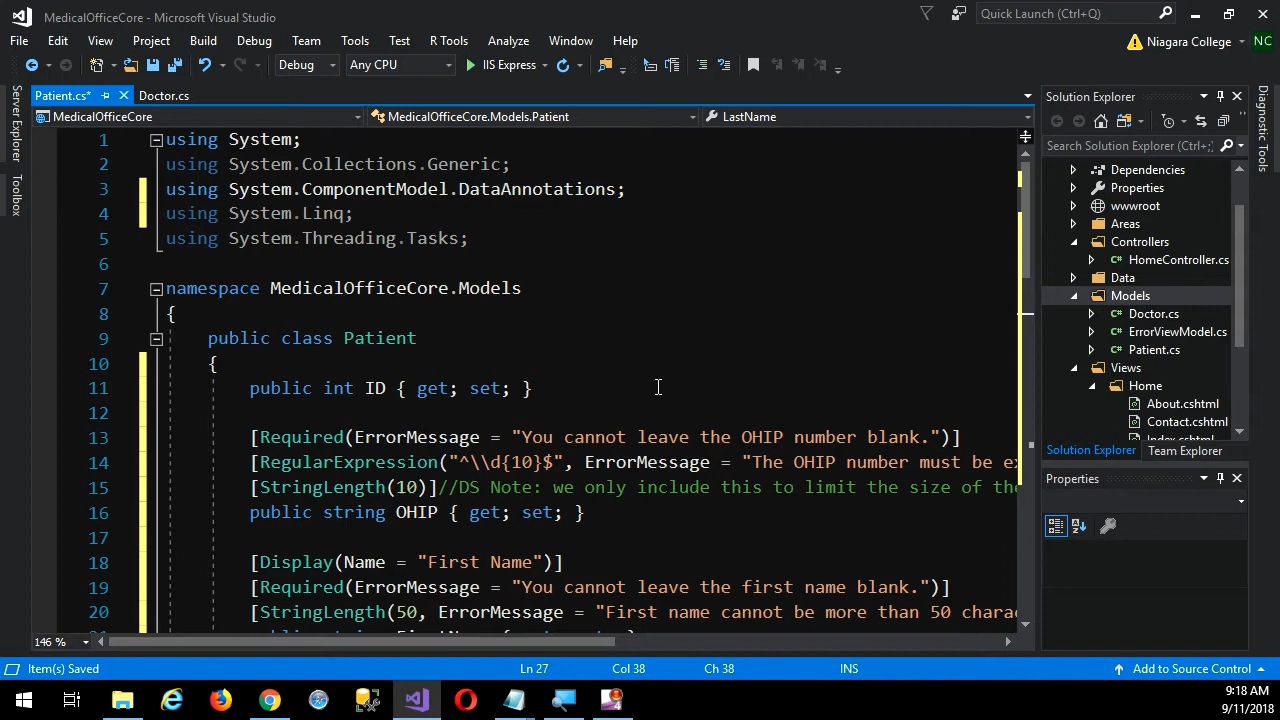 MedicalOfficeCore - Microsoft Visual Studio
Quick Launch (Ctrl+Q)
File Edit View Project Build Debug Team Tools Test R Tools Analyze Window Help
Niagara College NC
Debug Any CPU IIS Express
Server Explorer
Toolbox
Patient.cs* Doctor.cs
MedicalOfficeCore MedicalOfficeCore.Models.Patient LastName
1 using System;
2 using System.Collections.Generic;
3 using System.ComponentModel.DataAnnotations;
4 using System.Linq;
5 using System.Threading.Tasks;
6
7 namespace MedicalOfficeCore.Models
8 {
9 public class Patient
10 {
11 public int ID { get; set; }
12
13 [Required(ErrorMessage = "You cannot leave the OHIP number blank.")]
14 [RegularExpression("^\\d{10}$", ErrorMessage = "The OHIP number must be ex
15 [StringLength(10)]//DS Note: we only include this to limit the size of the
16 public string OHIP { get; set; }
17
18 [Display(Name = "First Name")]
19 [Required(ErrorMessage = "You cannot leave the first name blank.")]
20 [StringLength(50, ErrorMessage = "First name cannot be more than 50 charac
146 %
Solution Explorer
Search Solution Explorer (Ctrl+;)
Dependencies
Properties
wwwroot
Areas
Controllers
C# HomeController.cs
Data
Models
C# Doctor.cs
C# ErrorViewModel.cs
C# Patient.cs
Views
Home
About.cshtml
Contact.cshtml
Solution Explorer Team Explorer
Properties
Diagnostic Tools
Item(s) Saved Ln 27 Col 38 Ch 38 INS Add to Source Control
9:18 AM
9/11/2018